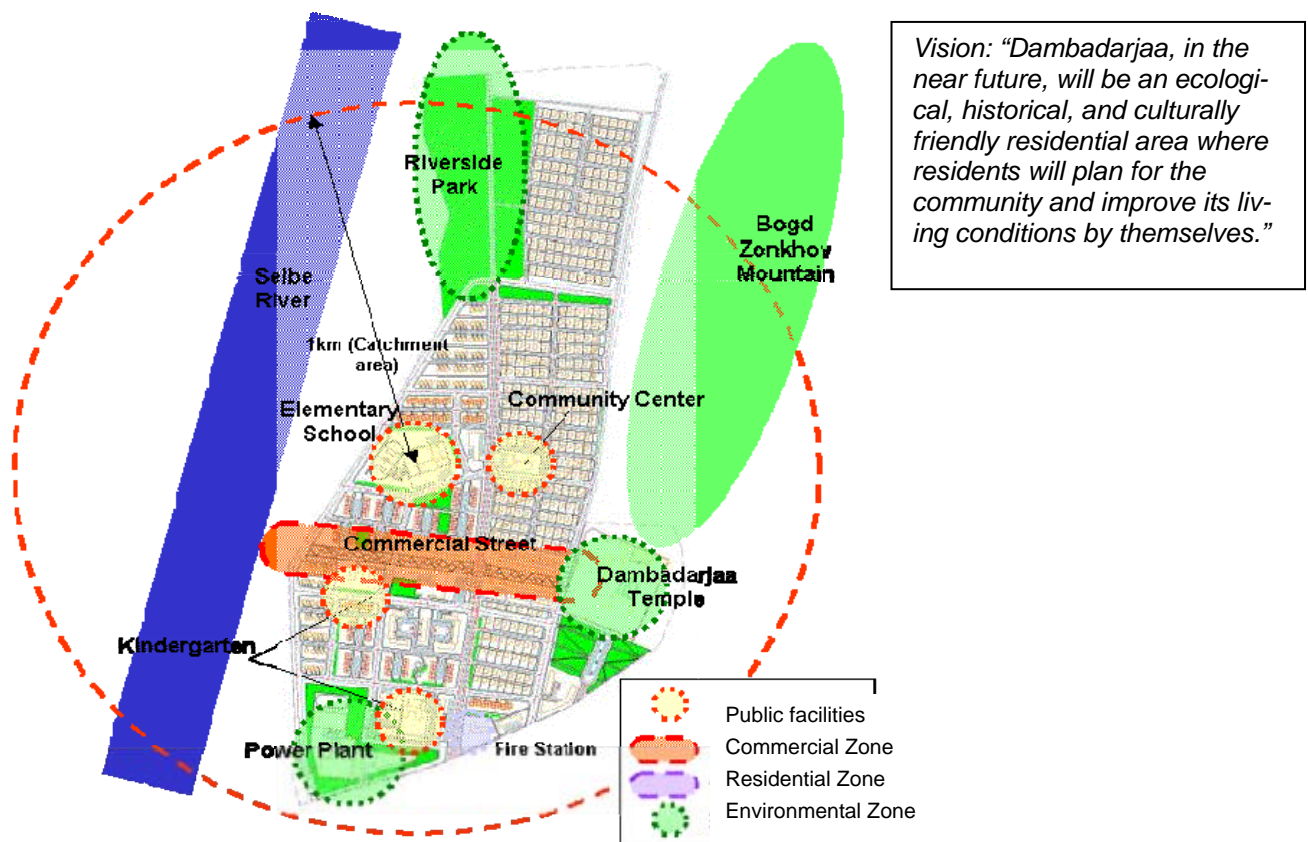 Vision: “Dambadarjaa, in the
near future, will be an ecologi-
cal, historical, and culturally
friendly residential area where
residents will plan for the
community and improve its liv-
ing conditions by themselves.”
Riverside
Park
Bogd
Zonkhov
Mountain
Selbe
River
1km (Catchment
area)
Elementary
School
Community Center
Commercial Street
Dambadarjaa
Temple
Kindergarten
Power Plant
Fire Station
Public facilities
Commercial Zone
Residential Zone
Environmental Zone